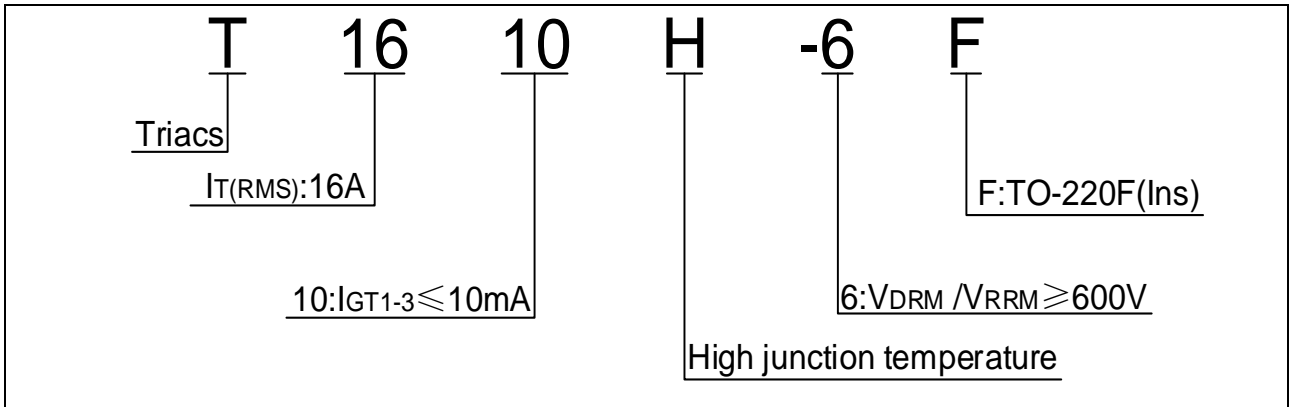 T 16 10 H -6 F
Triacs
IT(RMS):16A
F:TO-220F(Ins)
10:IGT1-3≤10mA
6:VDRM /VRRM≥600V
High junction temperature